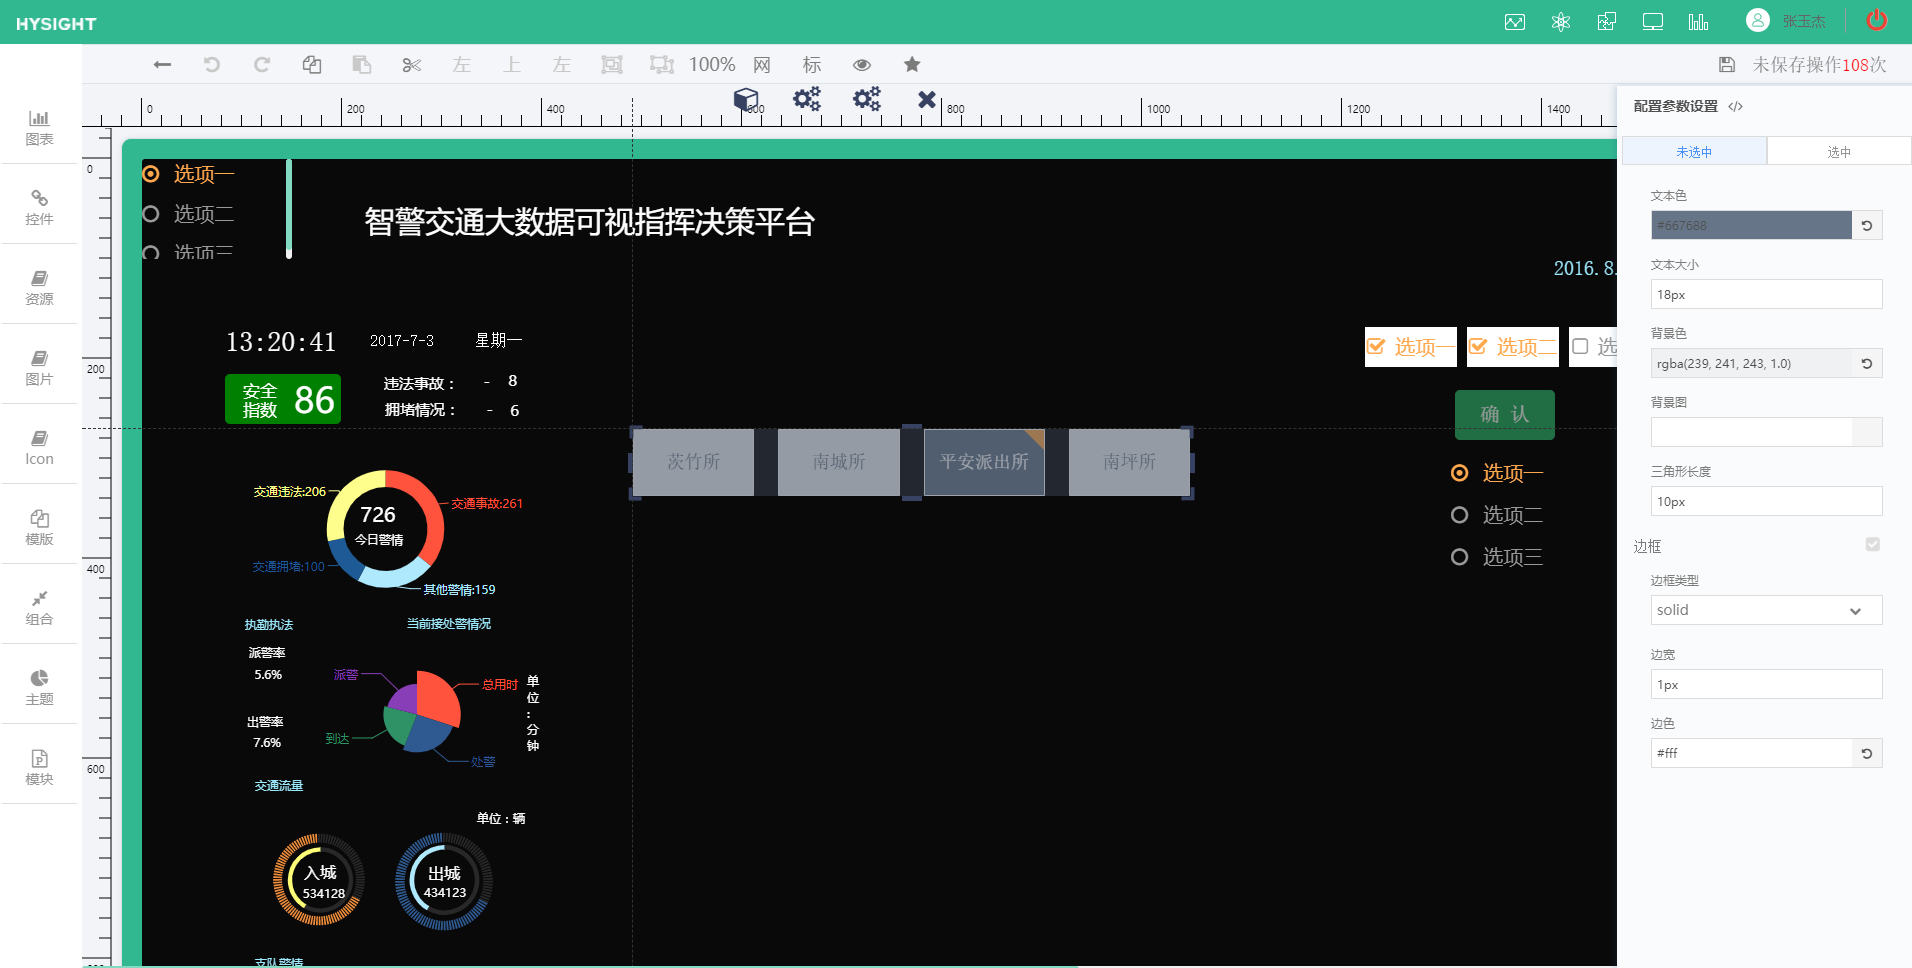 HYSIGHT
张玉杰
左 上 左 100% 网 标
未保存操作108次
图表
控件
资源
图片
Icon
模版
组合
主题
模块
0 200 400 600 800 1000 1200 1400
0
200
400
600
选项一
选项二
选项三
智警交通大数据可视指挥决策平台
2016.8.
13:20:41 2017-7-3 星期一
安全指数 86
违法事故： - 8
拥堵情况： - 6
选项一 选项二 选
确 认
茨竹所 南城所 平安派出所 南坪所
选项一
选项二
选项三
交通违法:206
交通事故:261
726
今日警情
交通拥堵:100
其他警情:159
执勤执法 当前接处警情况
派警率
5.6%
出警率
7.6%
派警
总用时
到达
处警
单位：分钟
交通流量
单位：辆
入城
534128
出城
434123
支队警情
配置参数设置 </>
未选中 选中
文本色
#667688
文本大小
18px
背景色
rgba(239, 241, 243, 1.0)
背景图
三角形长度
10px
边框
边框类型
solid
边宽
1px
边色
#fff